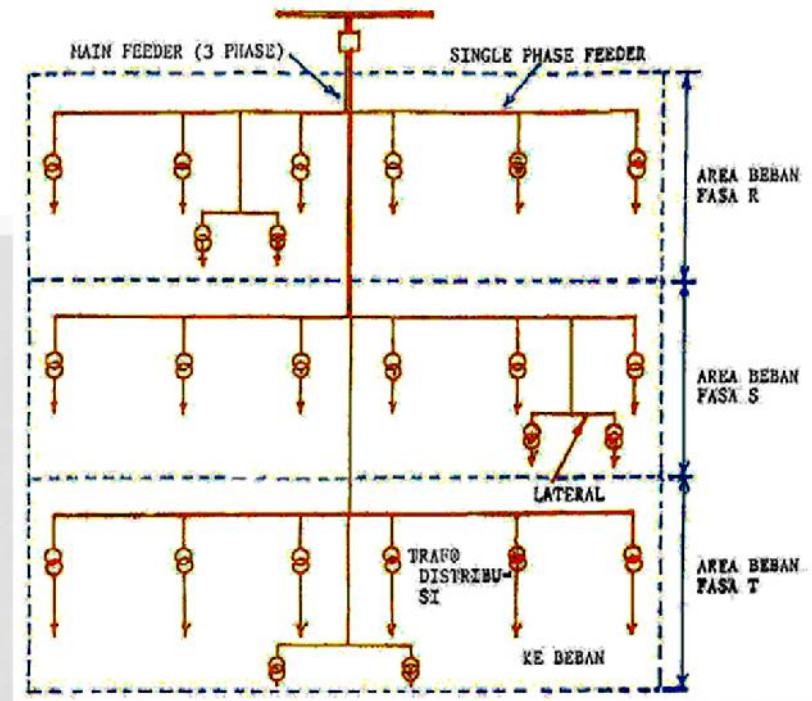 MAIN FEEDER (3 PHASE)
SINGLE PHASE FEEDER
AREA BEBAN
FASA R
AREA BEBAN
FASA S
LATERAL
TRAFO
DISTRIBU-
SI
AREA BEBAN
FASA T
KE BEBAN